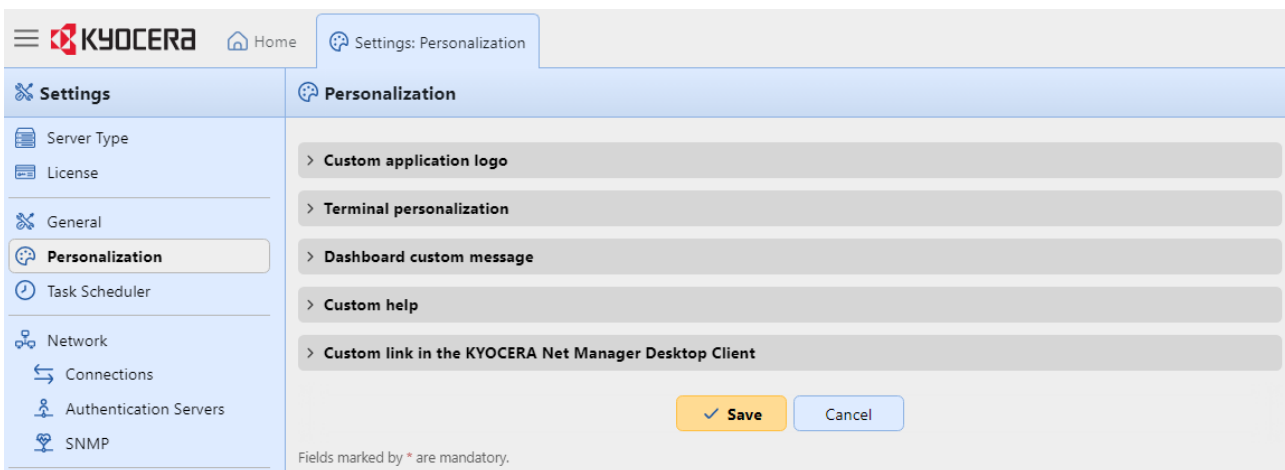 KYOCERA
Home
Settings: Personalization
Settings
Personalization
Server Type
License
General
Personalization
Task Scheduler
Network
Connections
Authentication Servers
SNMP
Custom application logo
Terminal personalization
Dashboard custom message
Custom help
Custom link in the KYOCERA Net Manager Desktop Client
Save
Cancel
Fields marked by * are mandatory.